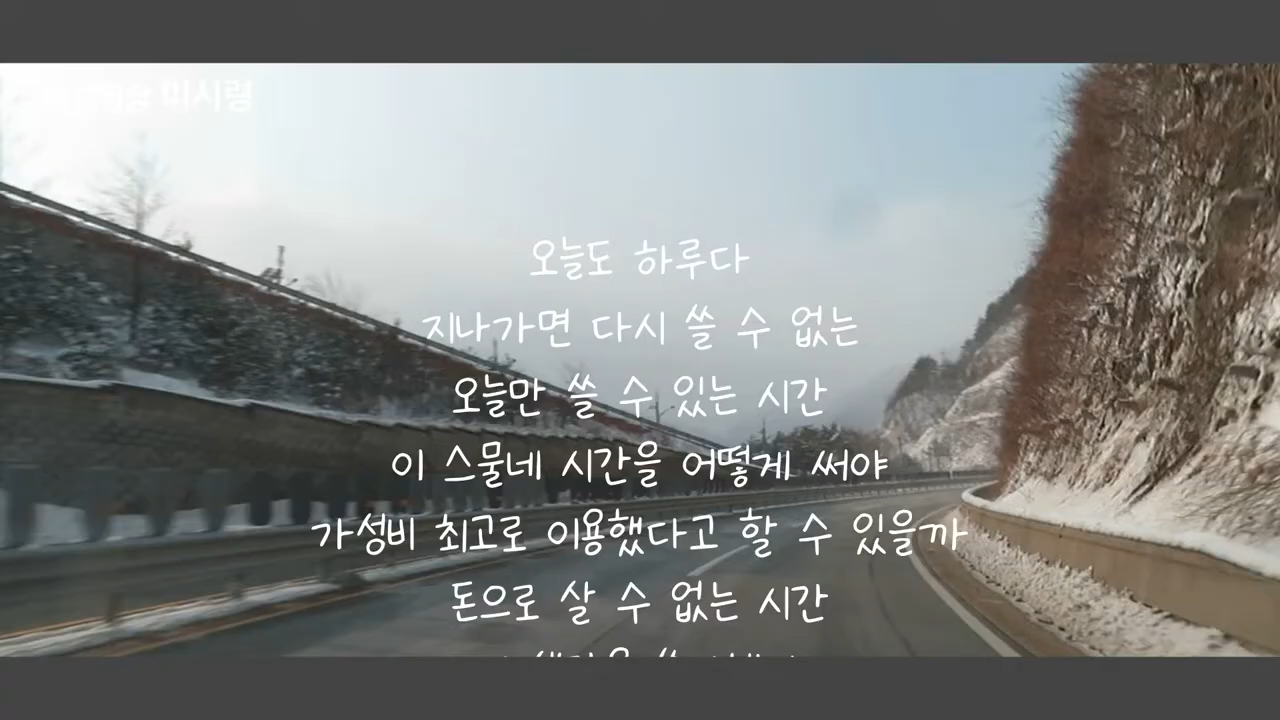 미시령
오늘도 하루다
지나가면 다시 쓸 수 없는
오늘만 쓸 수 있는 시간
이 스물네 시간을 어떻게 써야
가성비 최고로 이용했다고 할 수 있을까
돈으로 살 수 없는 시간